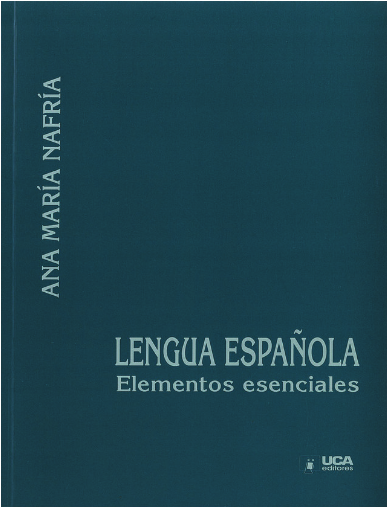 ANA MARÍA NAFRÍA
LENGUA ESPAÑOLA
Elementos esenciales
UCA
editores